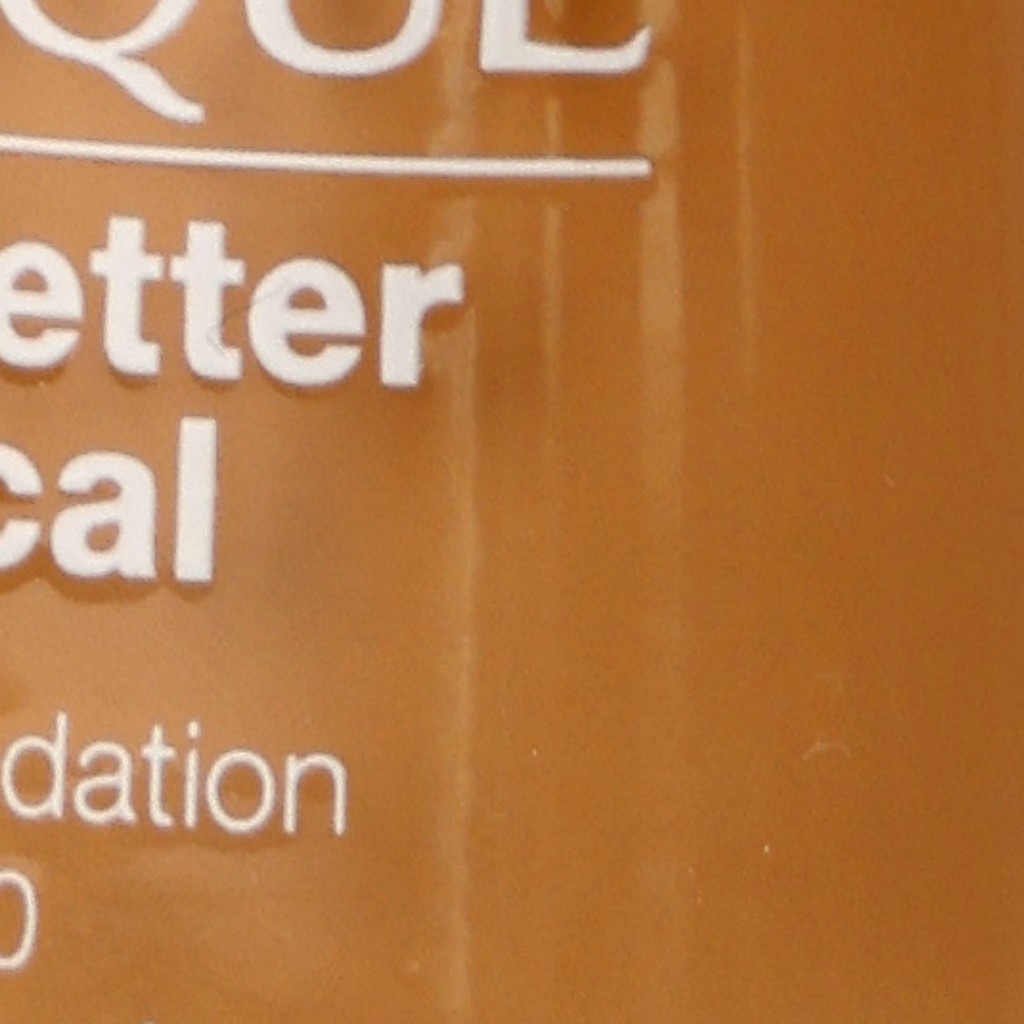 QUE
etter
cal
dation
0